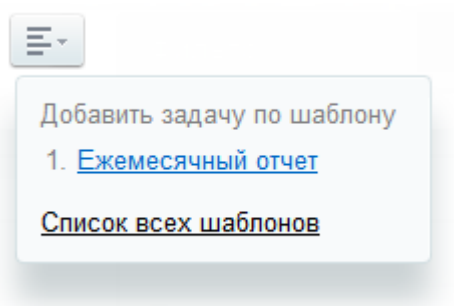 Добавить задачу по шаблону
1. Ежемесячный отчет
Список всех шаблонов